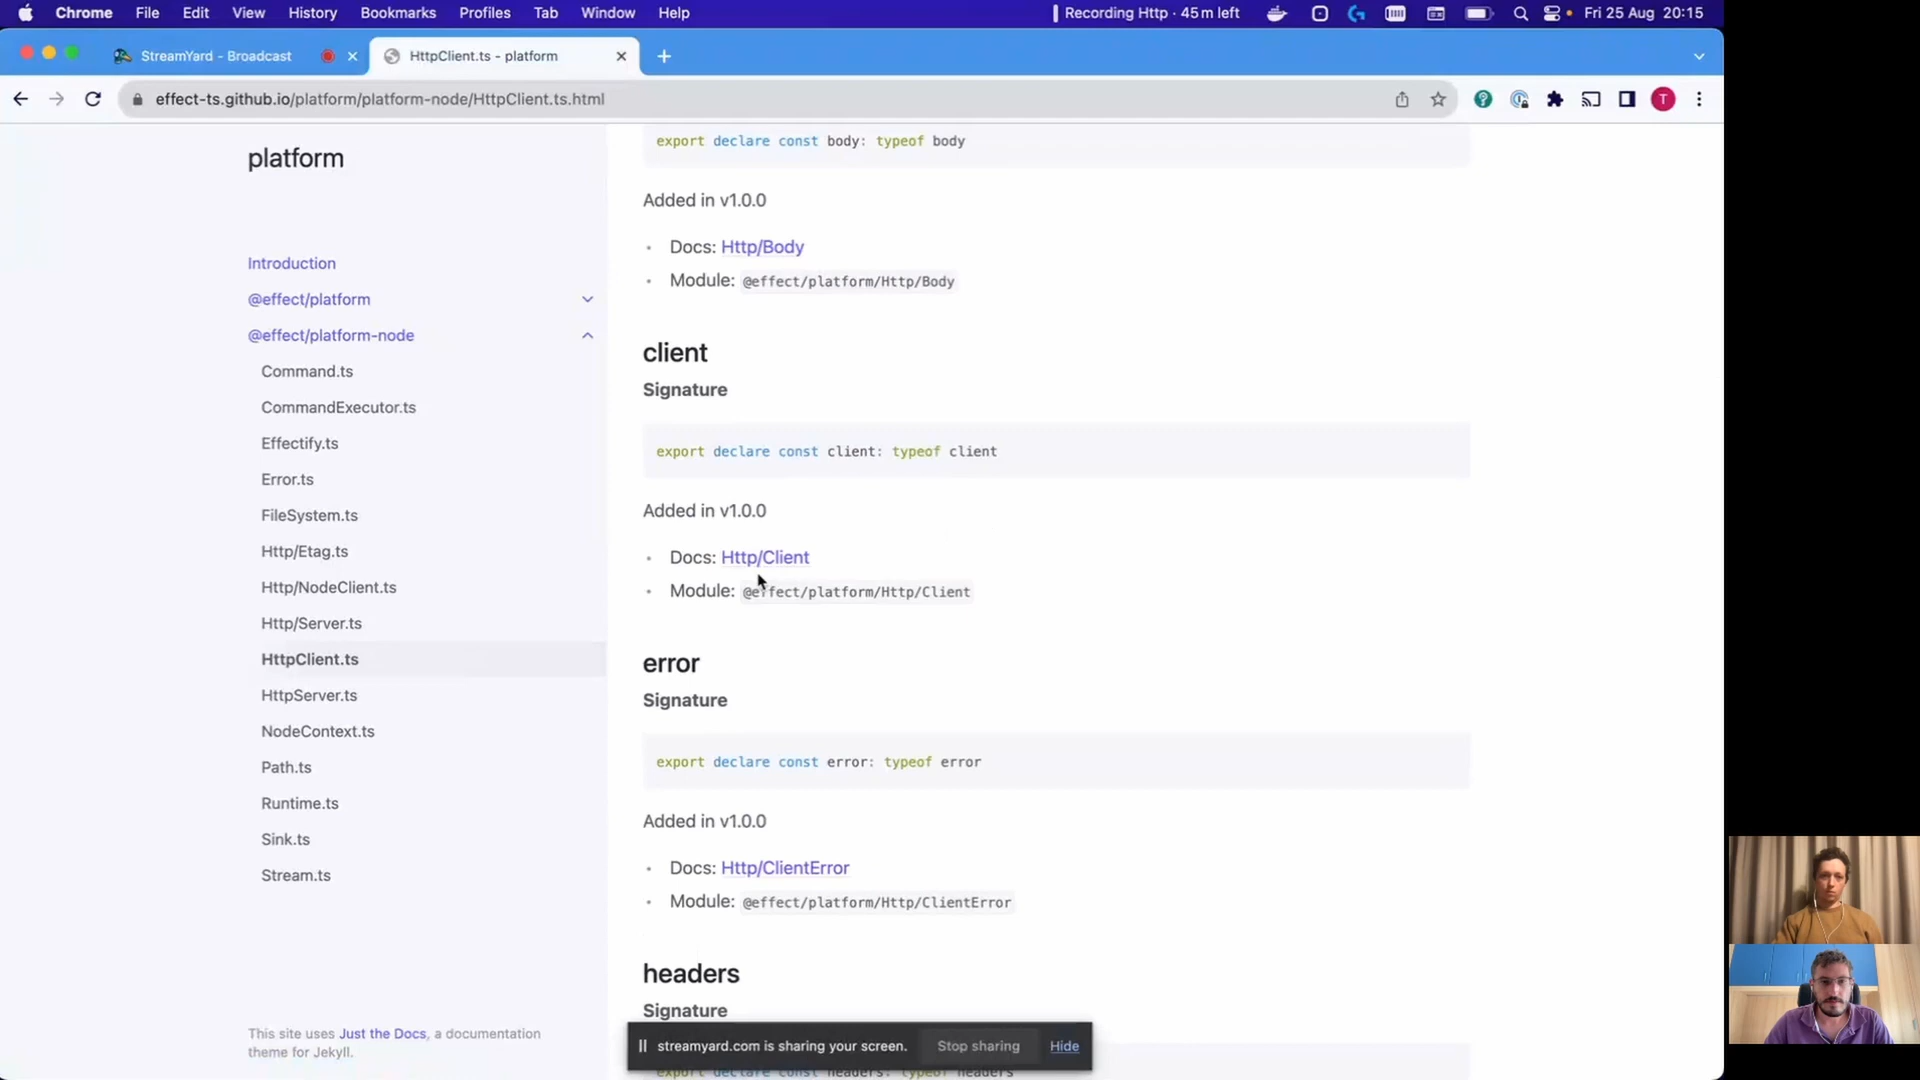 Chrome File Edit View History Bookmarks Profiles Tab Window Help Recording Http · 45 m left Fri 25 Aug 20:15
StreamYard - Broadcast HttpClient.ts - platform
effect-ts.github.io/platform/platform-node/HttpClient.ts.html T
platform
Introduction
@effect/platform
@effect/platform-node
Command.ts
CommandExecutor.ts
Effectify.ts
Error.ts
FileSystem.ts
Http/Etag.ts
Http/NodeClient.ts
Http/Server.ts
HttpClient.ts
HttpServer.ts
NodeContext.ts
Path.ts
Runtime.ts
Sink.ts
Stream.ts
This site uses Just the Docs, a documentation
theme for Jekyll.
export declare const body: typeof body
Added in v1.0.0
• Docs: Http/Body
• Module: @effect/platform/Http/Body
client
Signature
export declare const client: typeof client
Added in v1.0.0
• Docs: Http/Client
• Module: @effect/platform/Http/Client
error
Signature
export declare const error: typeof error
Added in v1.0.0
• Docs: Http/ClientError
• Module: @effect/platform/Http/ClientError
headers
Signature
export declare const headers: typeof headers
streamyard.com is sharing your screen. Stop sharing Hide